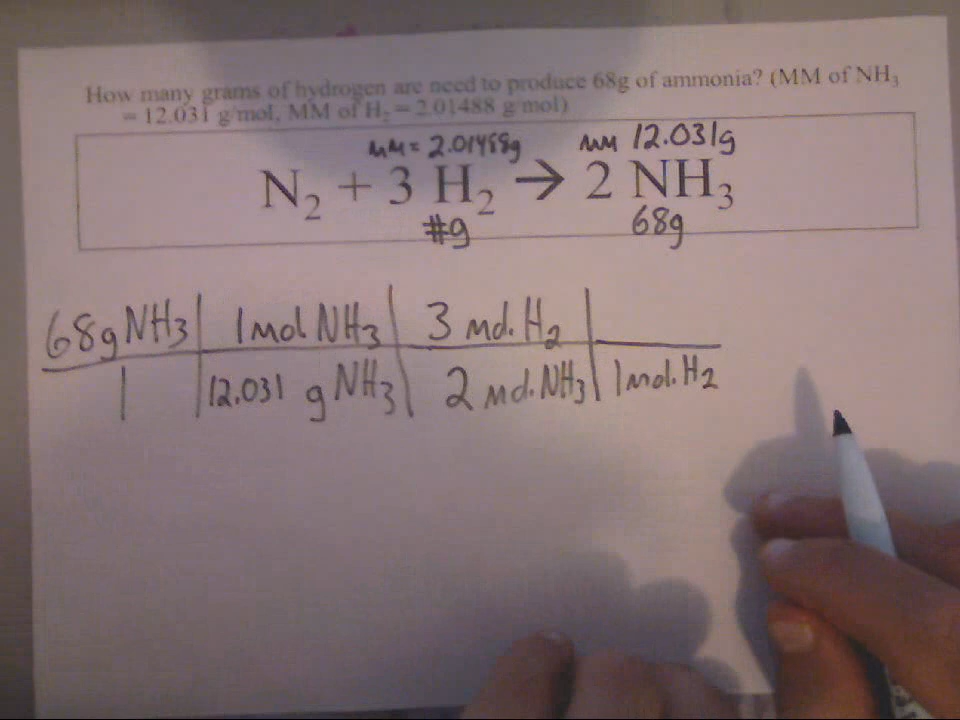 How many grams of hydrogen are need to produce 68g of ammonia? (MM of NH3
= 12.031 g/mol, MM of H2 = 2.01488 g/mol)
MM = 2.01488g MM 12.031g
N2 + 3 H2 → 2 NH3
#g 68g
68g NH3 | 1 mol NH3 | 3 mol. H2 |
1 | 12.031 g NH3 | 2 mol. NH3 | 1 mol. H2